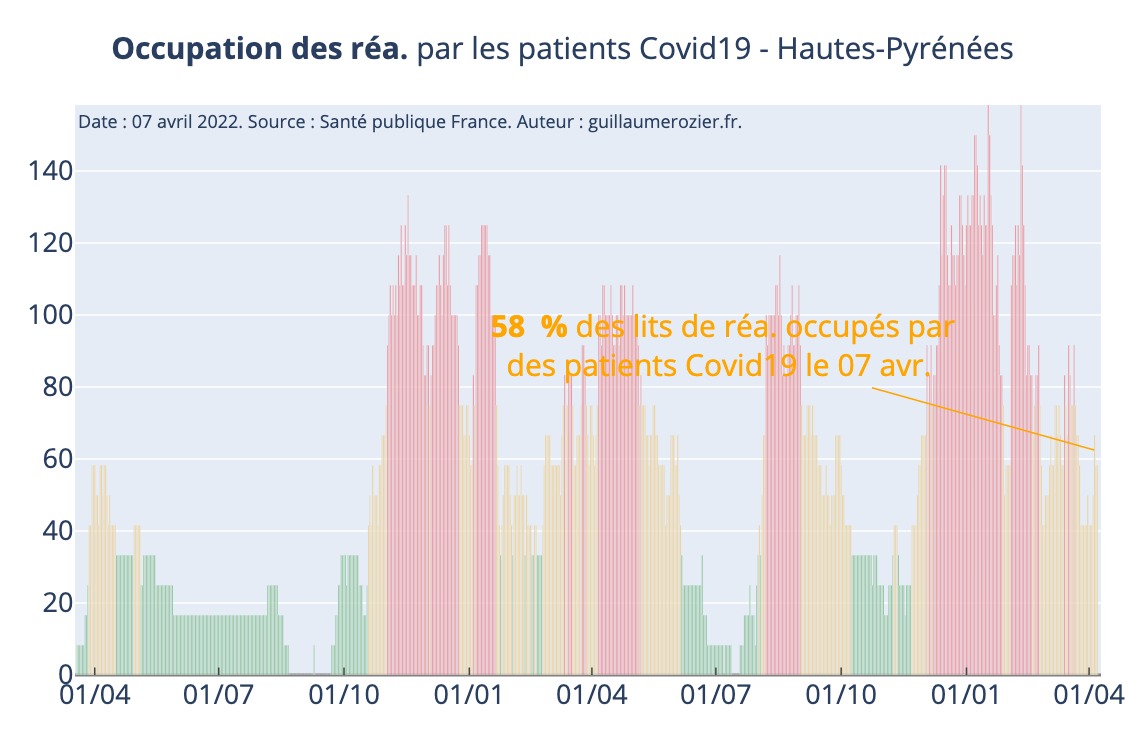 Occupation des réa. par les patients Covid19 - Hautes-Pyrénées
Date : 07 avril 2022. Source : Santé publique France. Auteur : guillaumerozier.fr.
140
120
100
58 % des lits de réa. occupés par
des patients Covid19 le 07 avr.
80
60
40
20
0
01/04 01/07 01/10 01/01 01/04 01/07 01/10 01/01 01/04